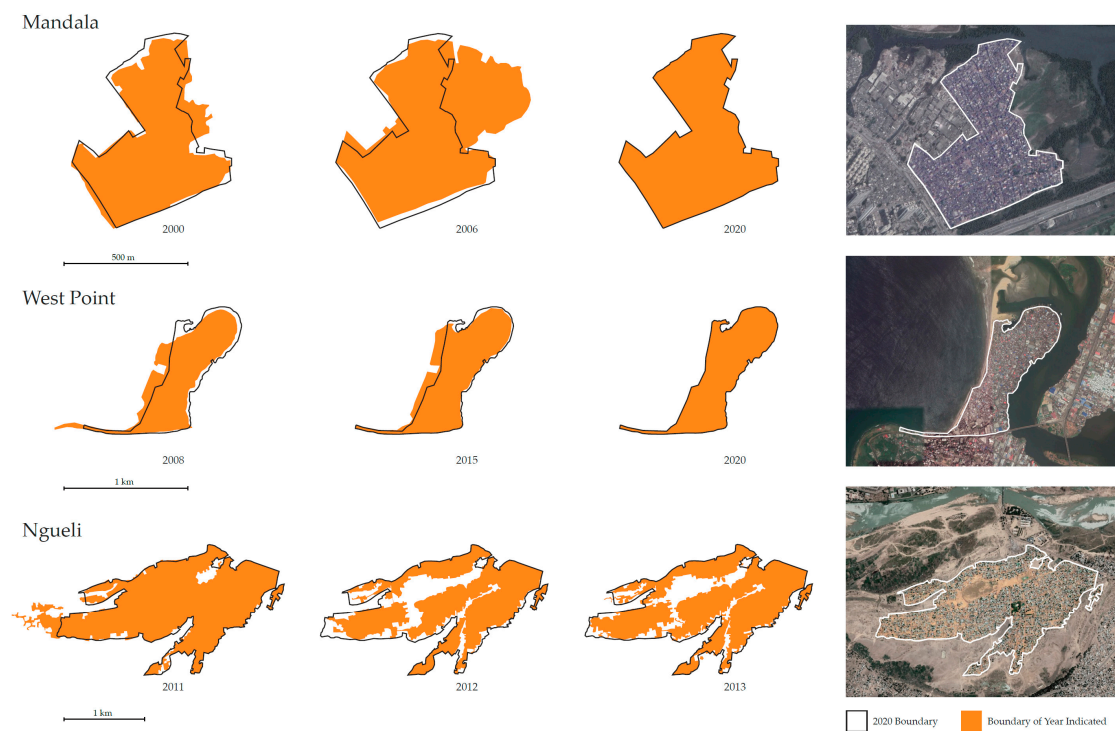 Mandala
2000
2006
2020
500 m
West Point
2008
2015
2020
1 km
Ngueli
2011
2012
2013
1 km
2020 Boundary
Boundary of Year Indicated